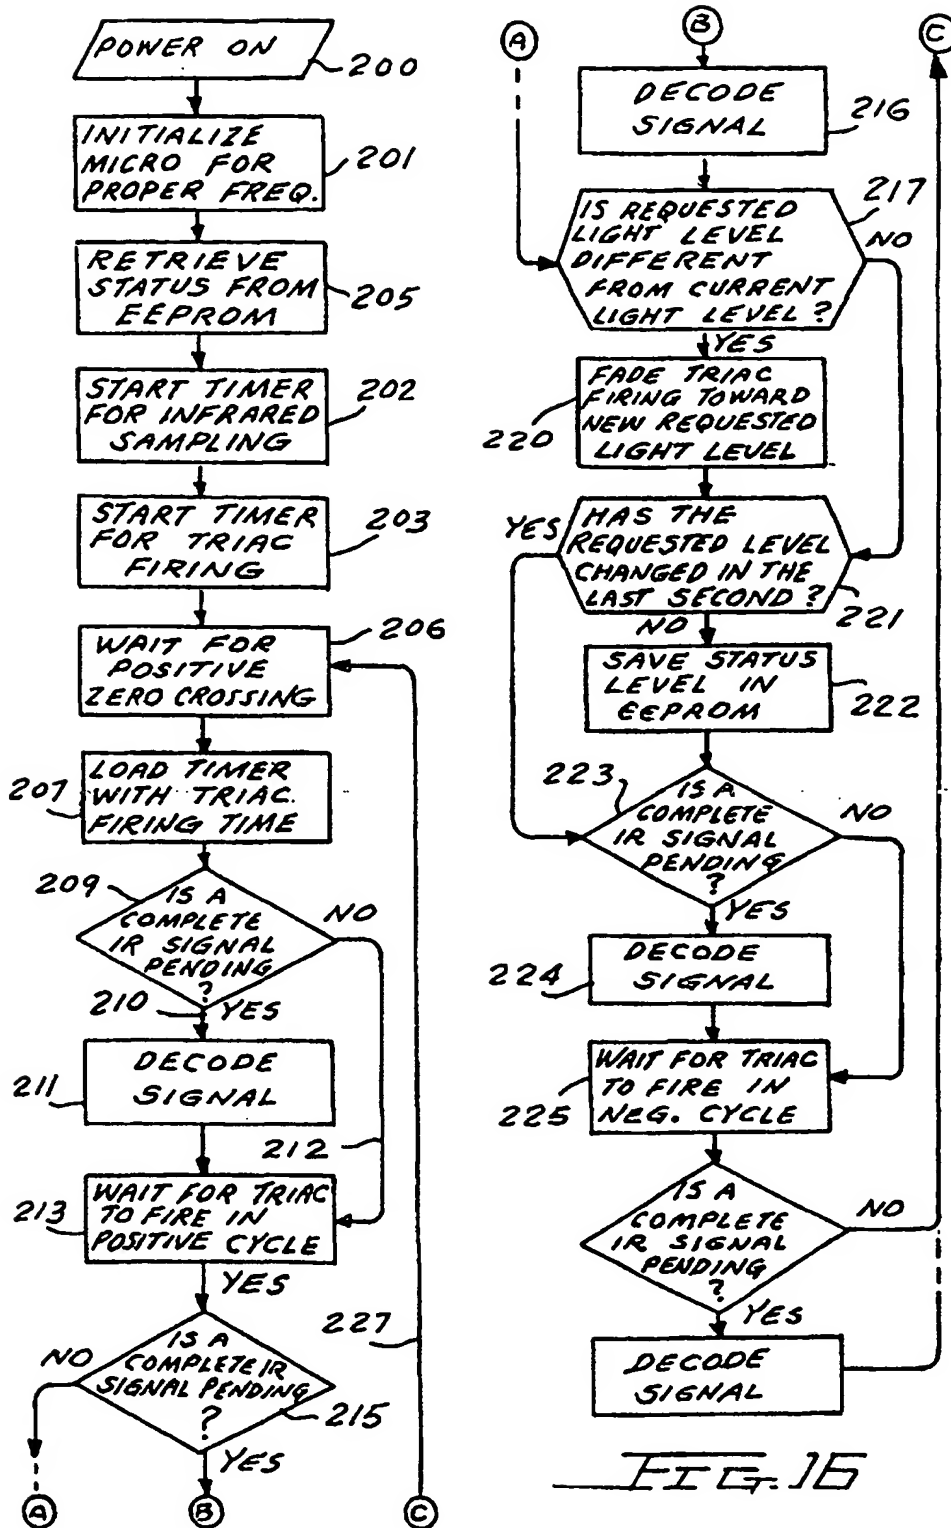 POWER ON
200
INITIALIZE
MICRO FOR
PROPER FREQ.
201
RETRIEVE
STATUS FROM
EEPROM
205
START TIMER
FOR INFRARED
SAMPLING
202
START TIMER
FOR TRIAC
FIRING
203
206
WAIT FOR
POSITIVE
ZERO CROSSING
207
LOAD TIMER
WITH TRIAC.
FIRING TIME
209
IS A
COMPLETE
IR SIGNAL
PENDING
?
NO
210
YES
211
DECODE
SIGNAL
212
213
WAIT FOR TRIAC
TO FIRE IN
POSITIVE CYCLE
YES
227
NO
IS A
COMPLETE IR
SIGNAL PENDING
?
215
YES
A
B
C
A
B
C
DECODE
SIGNAL
216
217
IS REQUESTED
LIGHT LEVEL
DIFFERENT
FROM CURRENT
LIGHT LEVEL?
NO
YES
220
FADE TRIAC
FIRING TOWARD
NEW REQUESTED
LIGHT LEVEL
YES
HAS THE
REQUESTED LEVEL
CHANGED IN THE
LAST SECOND?
221
NO
SAVE STATUS
LEVEL IN
EEPROM
222
223
IS A
COMPLETE
IR SIGNAL
PENDING
?
NO
YES
224
DECODE
SIGNAL
225
WAIT FOR TRIAC
TO FIRE IN
NEG. CYCLE
IS A
COMPLETE
IR SIGNAL
PENDING
?
NO
YES
DECODE
SIGNAL
FIG. 16